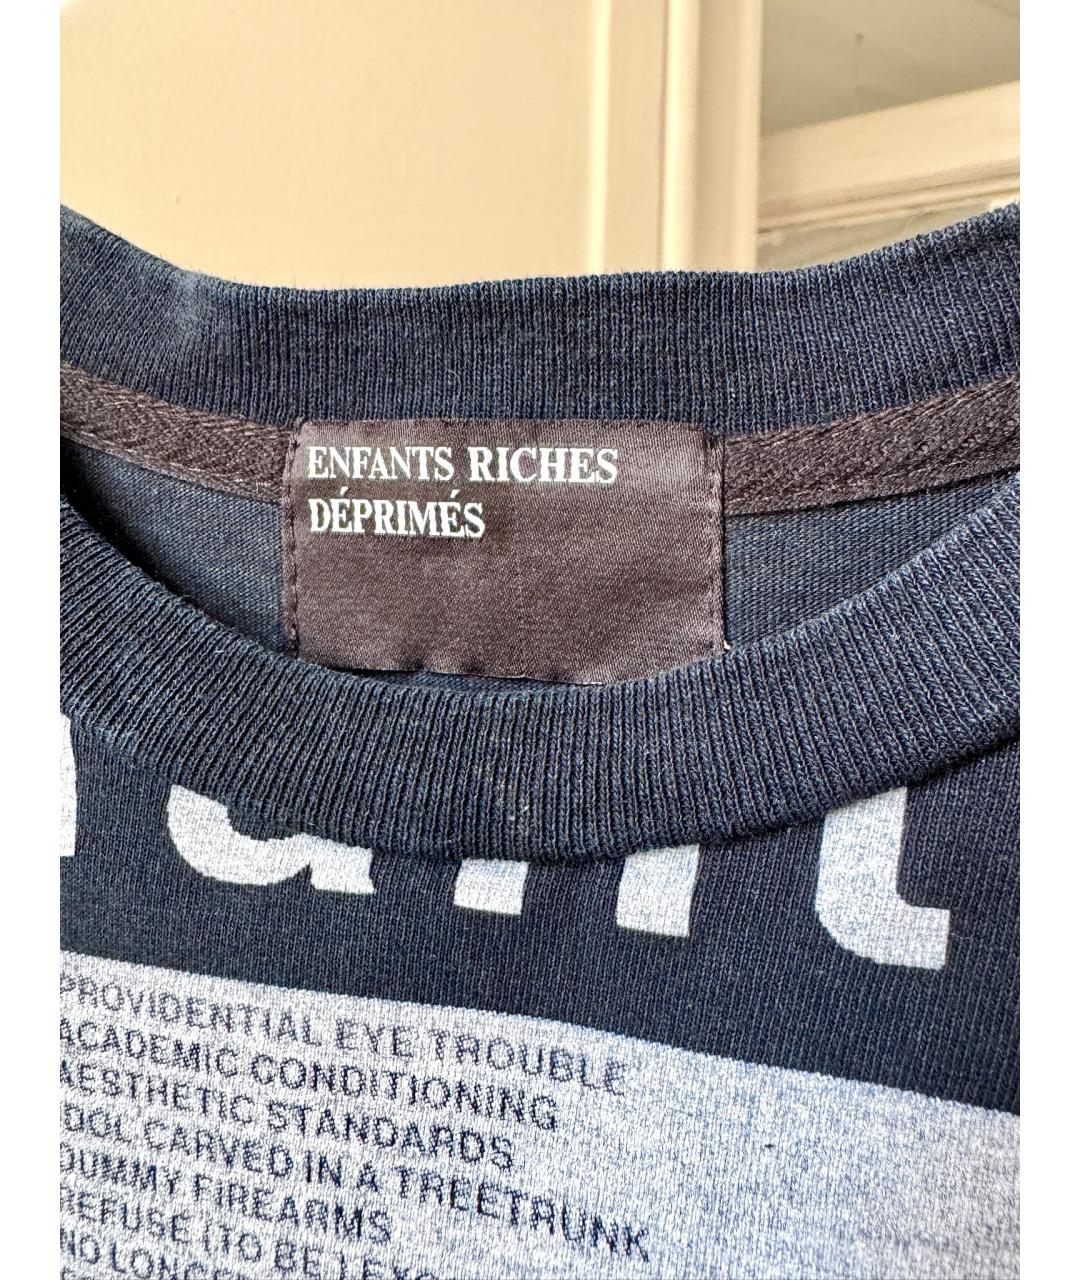 ENFANTS RICHES
DÉPRIMÉS
PROVIDENTIAL EYE TROUBLE
ACADEMIC CONDITIONING
AESTHETIC STANDARDS
IDOL CARVED IN A TREETRUNK
DUMMY FIREARMS
REFUSE (TO BE
NO